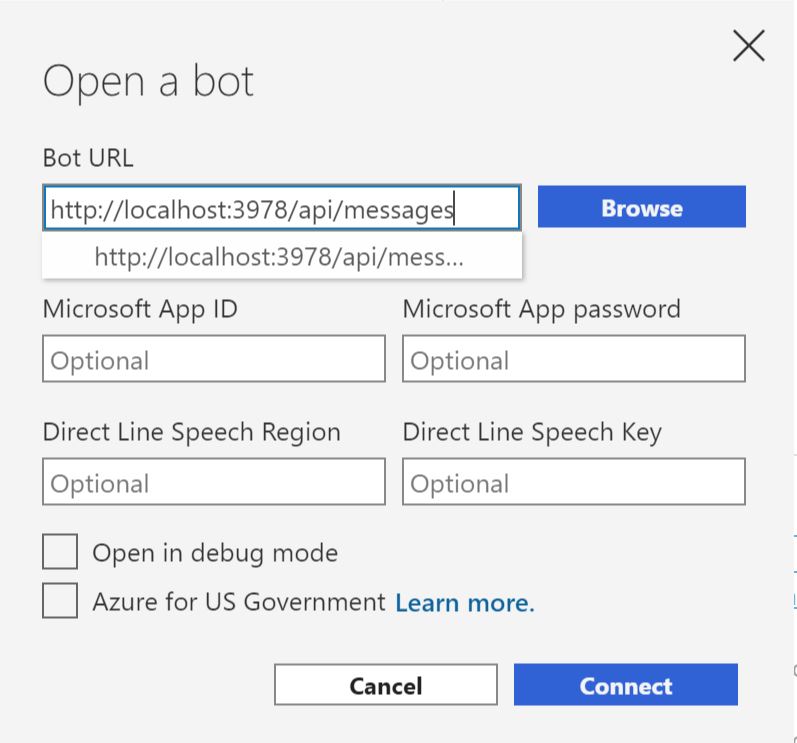 Open a bot
Bot URL
http://localhost:3978/api/messages
Browse
http://localhost:3978/api/mess...
Microsoft App ID
Microsoft App password
Optional
Optional
Direct Line Speech Region
Direct Line Speech Key
Optional
Optional
Open in debug mode
Azure for US Government Learn more.
Cancel
Connect